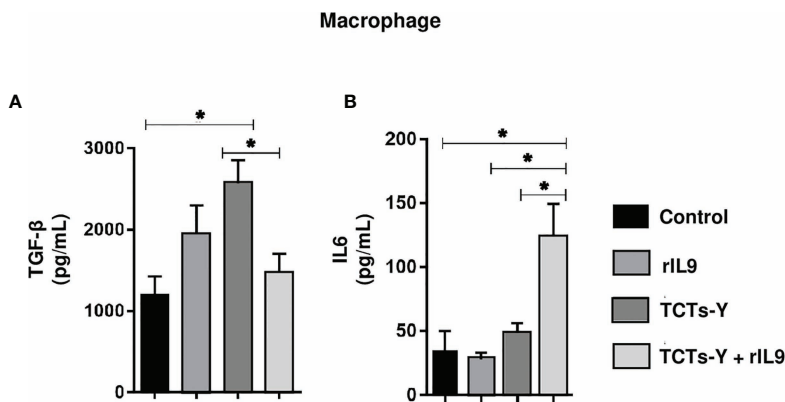 Macrophage
A
TGF-β
(pg/mL)
3000
2000
1000
0
*
*
B
IL6
(pg/mL)
200
150
100
50
0
*
*
*
Control
rIL9
TCTs-Y
TCTs-Y + rIL9